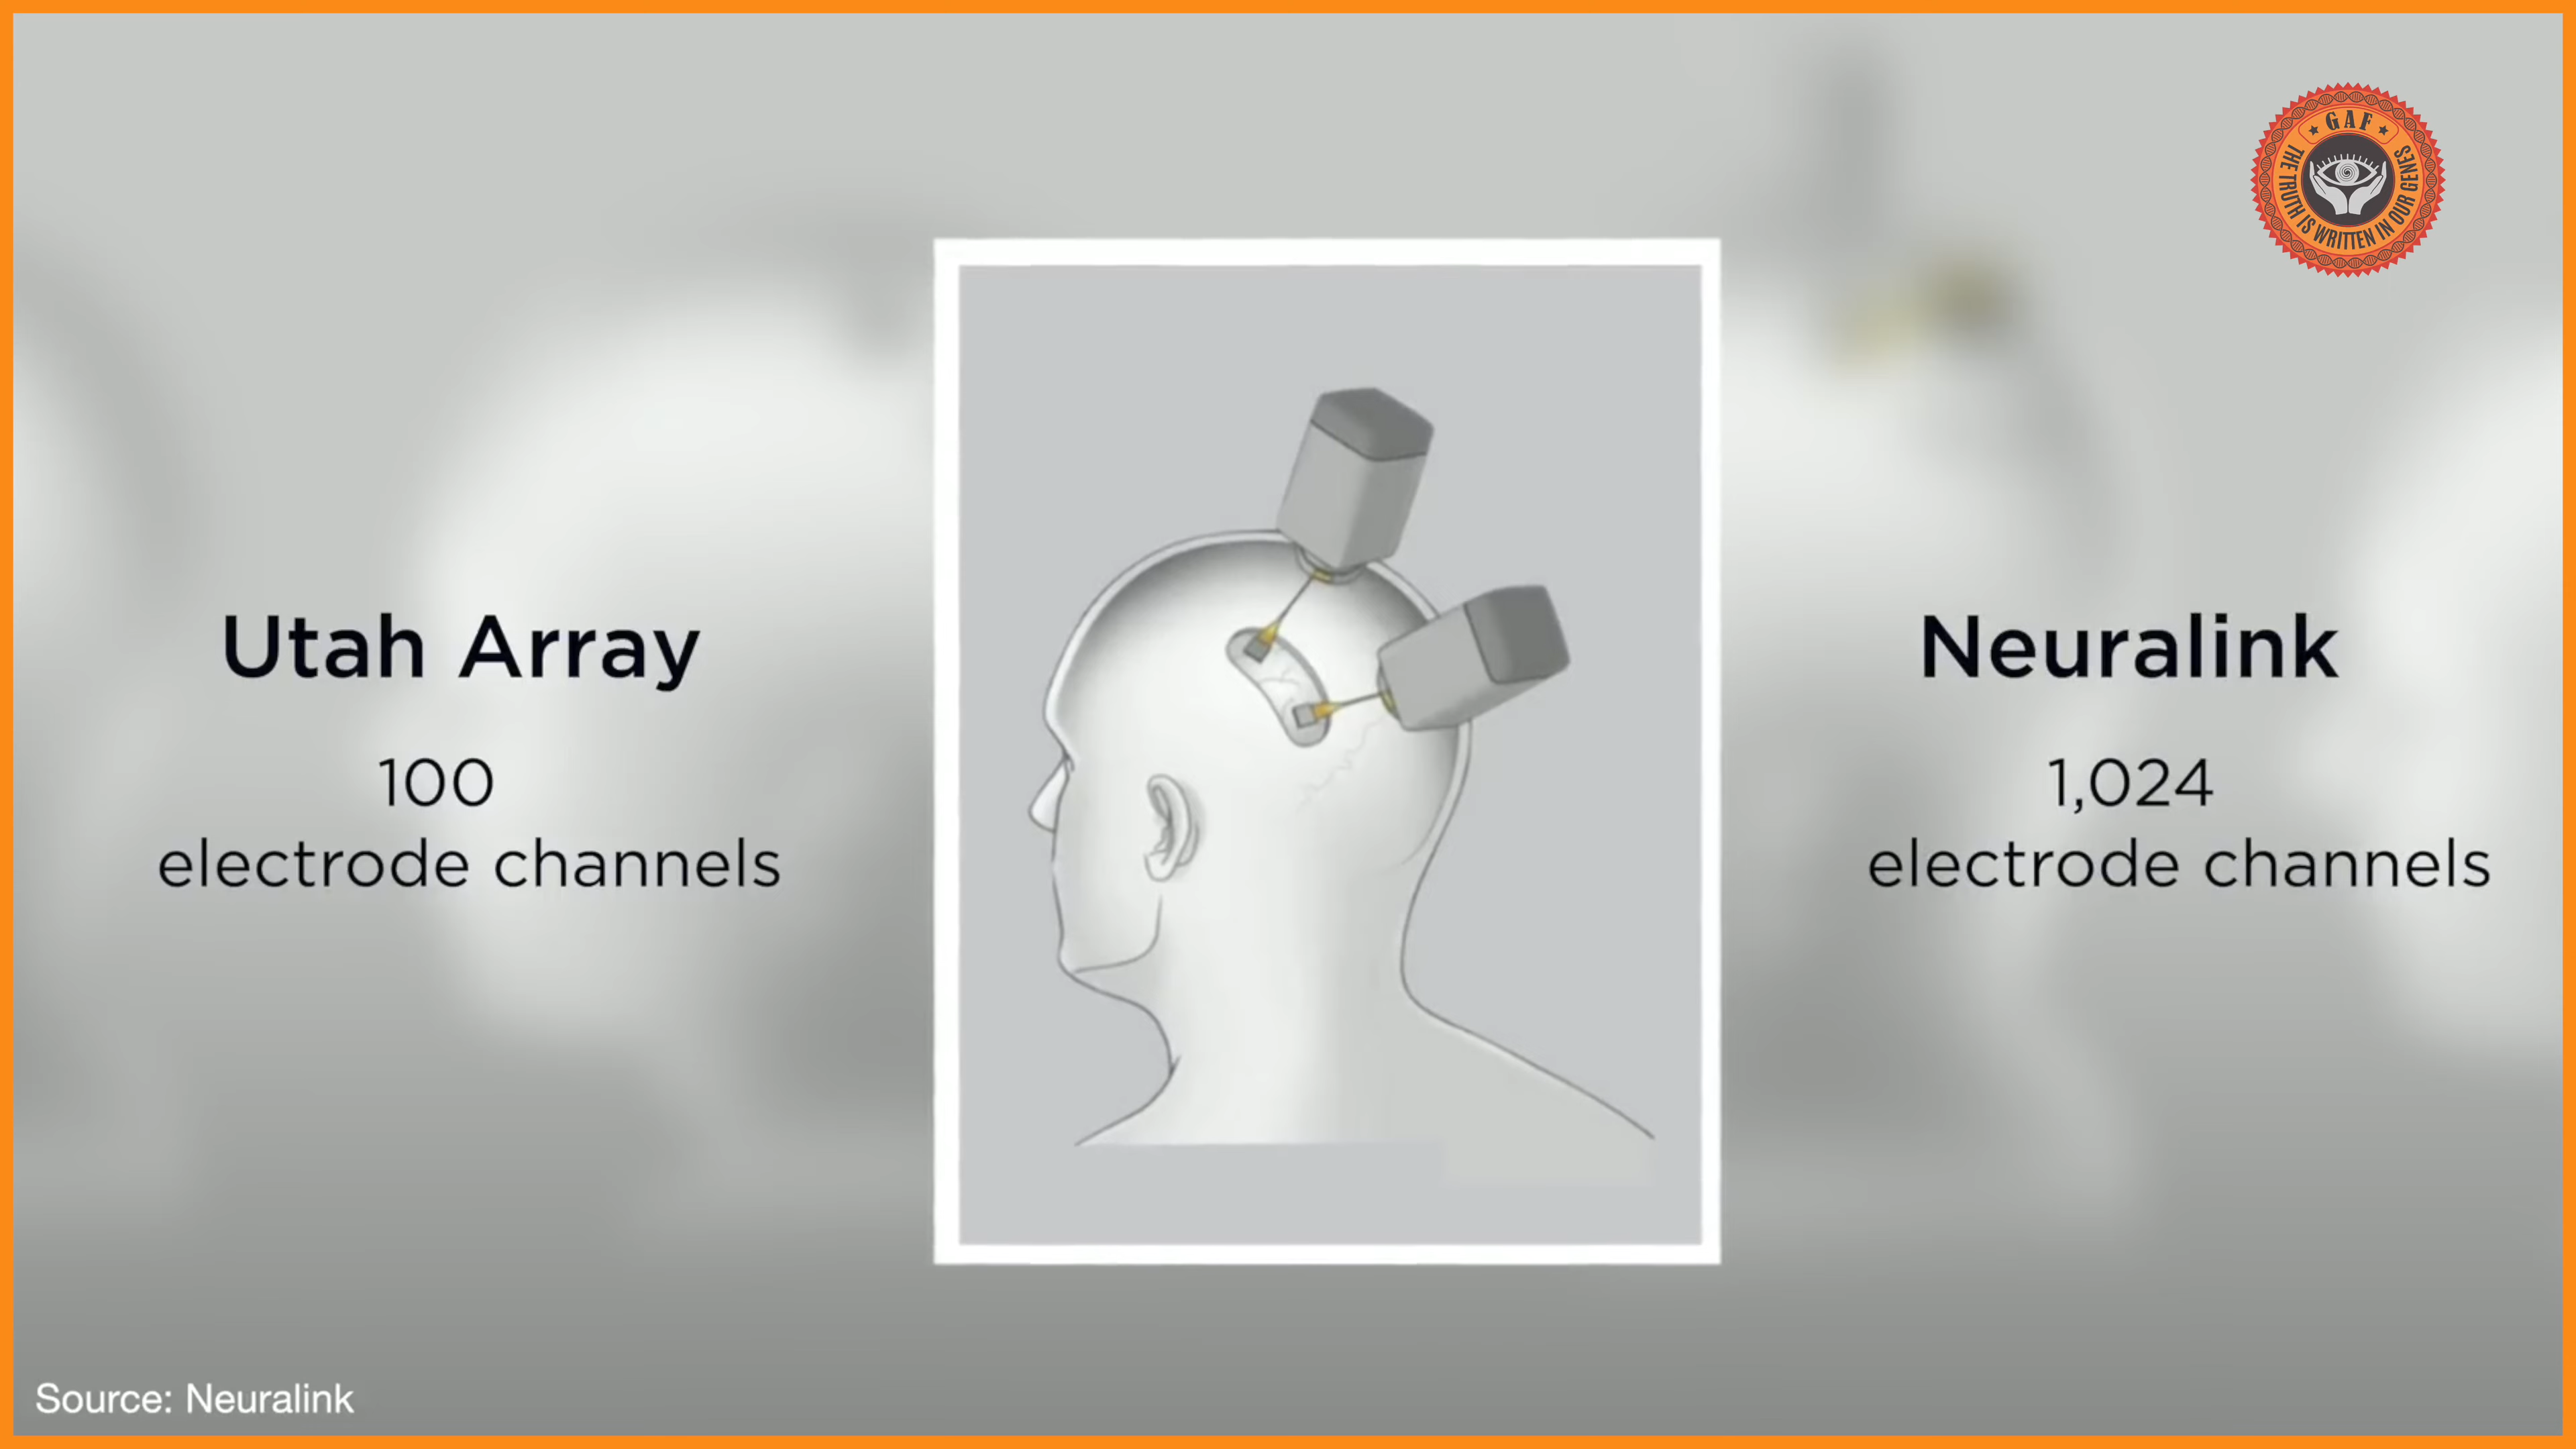 GAF
THE TRUTH IS WRITTEN IN OUR GENES
Utah Array
100
electrode channels
Neuralink
1,024
electrode channels
Source: Neuralink